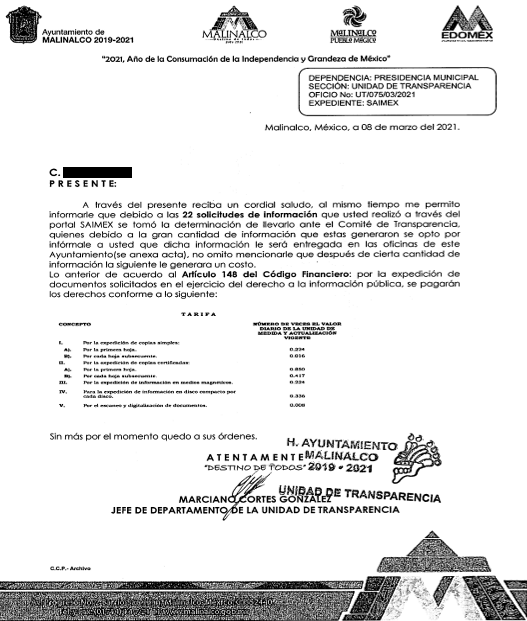 Ayuntamiento de
MALINALCO 2019-2021
MALINALCO
MALINALCO
PUEBLO MÁGICO
EDOMÉX
"2021, Año de la Consumación de la Independencia y Grandeza de México"
DEPENDENCIA: PRESIDENCIA MUNICIPAL
SECCIÓN: UNIDAD DE TRANSPARENCIA
OFICIO No: UT/075/03/2021
EXPEDIENTE: SAIMEX
Malinalco, México, a 08 de marzo del 2021.
C.
P R E S E N T E:
A través del presente reciba un cordial saludo, al mismo tiempo me permito
informarle que debido a las 22 solicitudes de información que usted realizó a través del
portal SAIMEX se tomó la determinación de llevarlo ante el Comité de Transparencia,
quienes debido a la gran cantidad de información que estas generaron se opto por
infórmale a usted que dicha información le será entregada en las oficinas de este
Ayuntamiento(se anexa acta), no omito mencionarle que después de cierta cantidad de
información la siguiente le generara un costo.
Lo anterior de acuerdo al Artículo 148 del Código Financiero: por la expedición de
documentos solicitados en el ejercicio del derecho a la información pública, se pagarán
los derechos conforme a lo siguiente:
T A R I F A
CONCEPTO NÚMERO DE VECES EL VALOR
DIARIO DE LA UNIDAD DE
MEDIDA Y ACTUALIZACIÓN
VIGENTE
I. Por la expedición de copias simples:
A). Por la primera hoja. 0.234
B). Por cada hoja subsecuente. 0.016
II. Por la expedición de copias certificadas:
A). Por la primera hoja.
B). Por cada hoja subsecuente. 0.417
III. Por la expedición de información en medios magnéticos. 0.234
IV. Para la expedición de información en disco compacto por
cada disco. 0.336
V. Por el escaneo y digitalización de documentos. 0.008
Sin más por el momento quedo a sus órdenes.
H. AYUNTAMIENTO
A T E N T A M E N T E MALINALCO
"DESTINO DE TODOS" 2019 - 2021
UNIDAD DE TRANSPARENCIA
MARCIANO CORTES GONZÁLEZ
JEFE DE DEPARTAMENTO DE LA UNIDAD DE TRANSPARENCIA
C.C.P.- Archivo